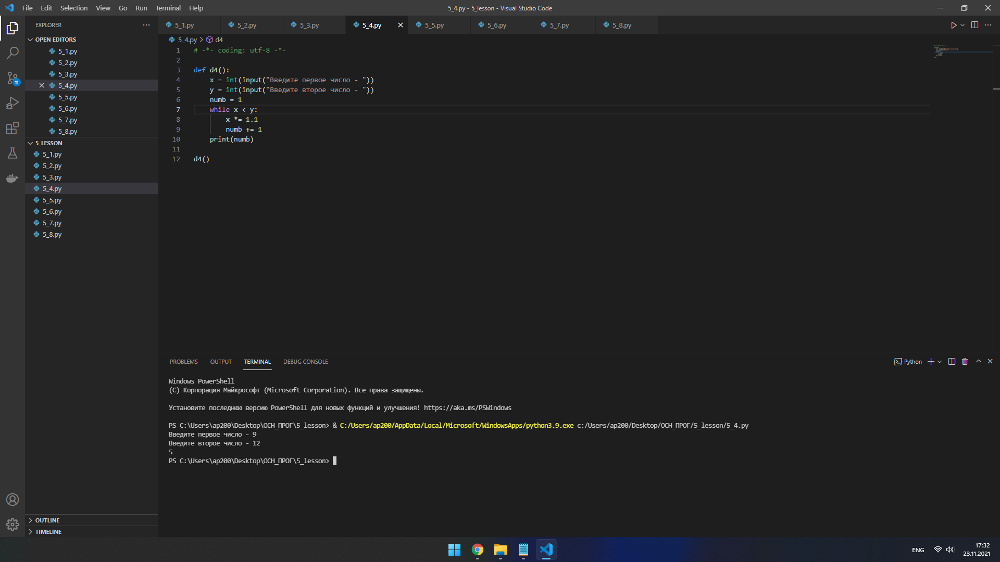 File Edit Selection View Go Run Terminal Help
5_4.py - 5_lesson - Visual Studio Code
EXPLORER
OPEN EDITORS
5_1.py
5_2.py
5_3.py
5_4.py
5_5.py
5_6.py
5_7.py
5_8.py
5_LESSON
5_1.py
5_2.py
5_3.py
5_4.py
5_5.py
5_6.py
5_7.py
5_8.py
OUTLINE
TIMELINE
11
5_1.py 5_2.py 5_3.py 5_4.py 5_5.py 5_6.py 5_7.py 5_8.py
5_4.py > d4
1 # -*- coding: utf-8 -*-
2
3 def d4():
4     x = int(input("Введите первое число - "))
5     y = int(input("Введите второе число - "))
6     numb = 1
7     while x < y:
8         x *= 1.1
9         numb += 1
10     print(numb)
11
12 d4()
PROBLEMS OUTPUT TERMINAL DEBUG CONSOLE
Python
Windows PowerShell
(C) Корпорация Майкрософт (Microsoft Corporation). Все права защищены.
Установите последнюю версию PowerShell для новых функций и улучшения! https://aka.ms/PSWindows
PS C:\Users\ap200\Desktop\ОСН_ПРОГ\5_lesson> & C:/Users/ap200/AppData/Local/Microsoft/WindowsApps/python3.9.exe c:/Users/ap200/Desktop/ОСН_ПРОГ/5_lesson/5_4.py
Введите первое число - 9
Введите второе число - 12
5
PS C:\Users\ap200\Desktop\ОСН_ПРОГ\5_lesson>
ENG
17:32
23.11.2021